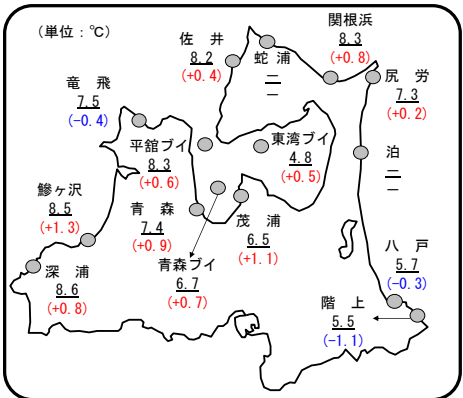 (単位：℃)
関根浜
8.3
(+0.8)
佐井
8.2
(+0.4)
蛇浦
－
－
尻労
7.3
(+0.2)
竜飛
7.5
(-0.4)
平舘ブイ
8.3
(+0.6)
東湾ブイ
4.8
(+0.5)
泊
－
－
鰺ヶ沢
8.5
(+1.3)
青森
7.4
(+0.9)
茂浦
6.5
(+1.1)
八戸
5.7
(-0.3)
深浦
8.6
(+0.8)
青森ブイ
6.7
(+0.7)
階上
5.5
(-1.1)